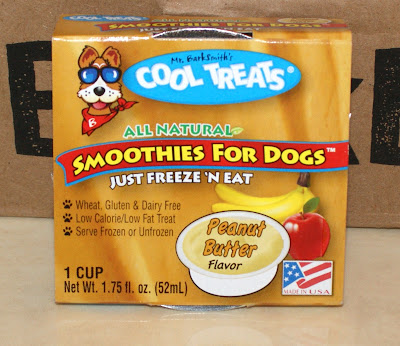 Mr. Barksmith's
COOL TREATS®
B
ALL NATURAL
SMOOTHIES FOR DOGS™
JUST FREEZE 'N EAT
Wheat, Gluten & Dairy Free
Low Calorie/Low Fat Treat
Serve Frozen or Unfrozen
Peanut
Butter
Flavor
1 CUP
Net Wt. 1.75 fl. oz. (52mL)
MADE IN USA